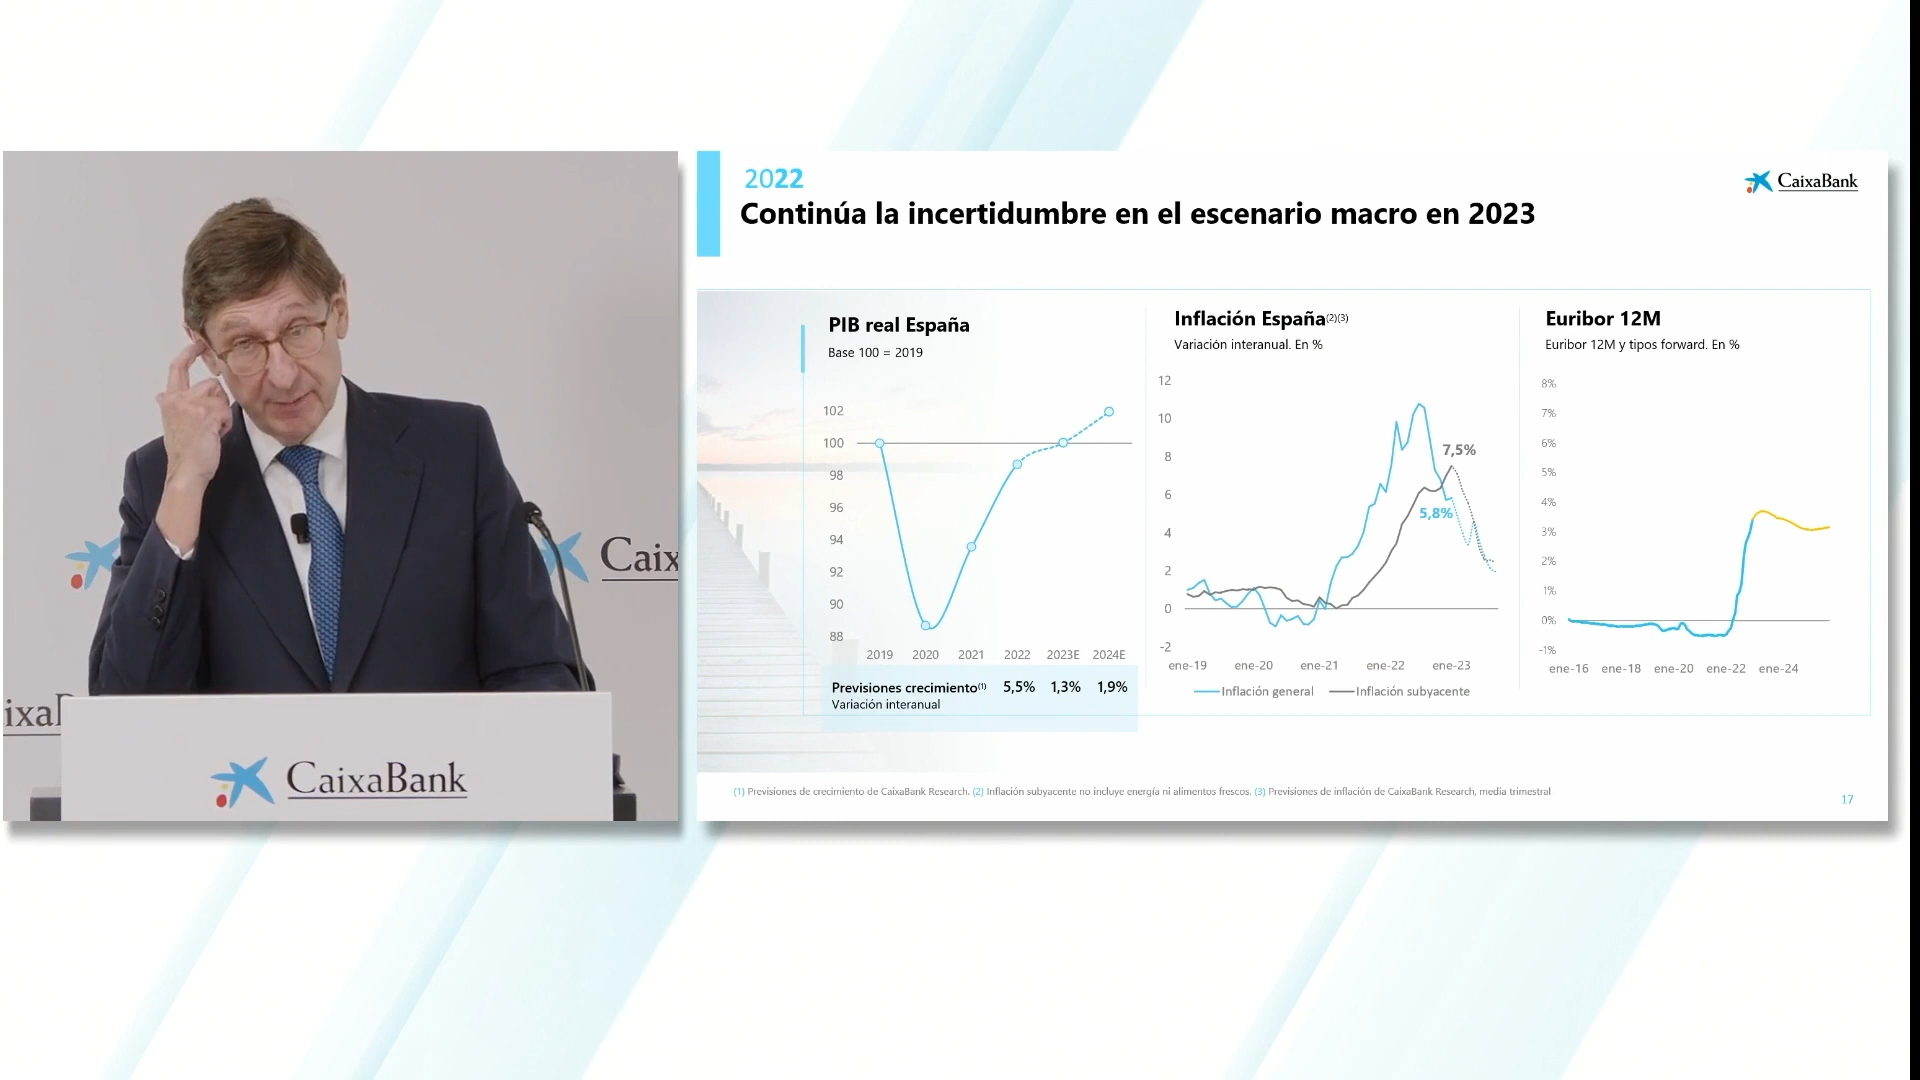 Caix
ixaB
CaixaBank
2022
Continúa la incertidumbre en el escenario macro en 2023
CaixaBank
PIB real España
Base 100 = 2019
102
100
98
96
94
92
90
88
2019 2020 2021 2022 2023E 2024E
Previsiones crecimiento(1) 5,5% 1,3% 1,9%
Variación interanual
Inflación España(2)(3)
Variación interanual. En %
12
10
8
6
4
2
0
-2
7,5%
5,8%
ene-19 ene-20 ene-21 ene-22 ene-23
Inflación general Inflación subyacente
Euribor 12M
Euribor 12M y tipos forward. En %
8%
7%
6%
5%
4%
3%
2%
1%
0%
-1%
ene-16 ene-18 ene-20 ene-22 ene-24
(1) Previsiones de crecimiento de CaixaBank Research. (2) Inflación subyacente no incluye energía ni alimentos frescos. (3) Previsiones de inflación de CaixaBank Research, media trimestral
17